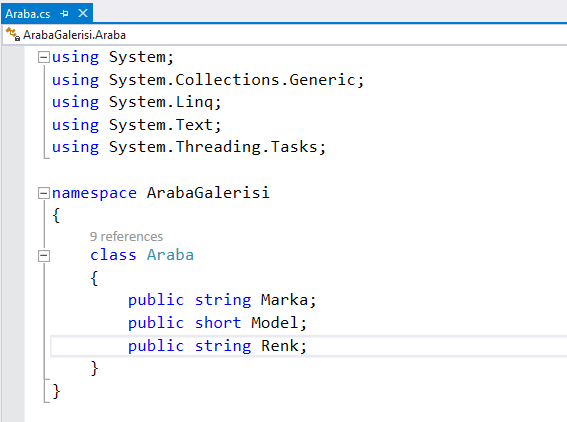 Araba.cs
ArabaGalerisi.Araba
using System;
using System.Collections.Generic;
using System.Linq;
using System.Text;
using System.Threading.Tasks;
namespace ArabaGalerisi
{
9 references
class Araba
{
public string Marka;
public short Model;
public string Renk;
}
}